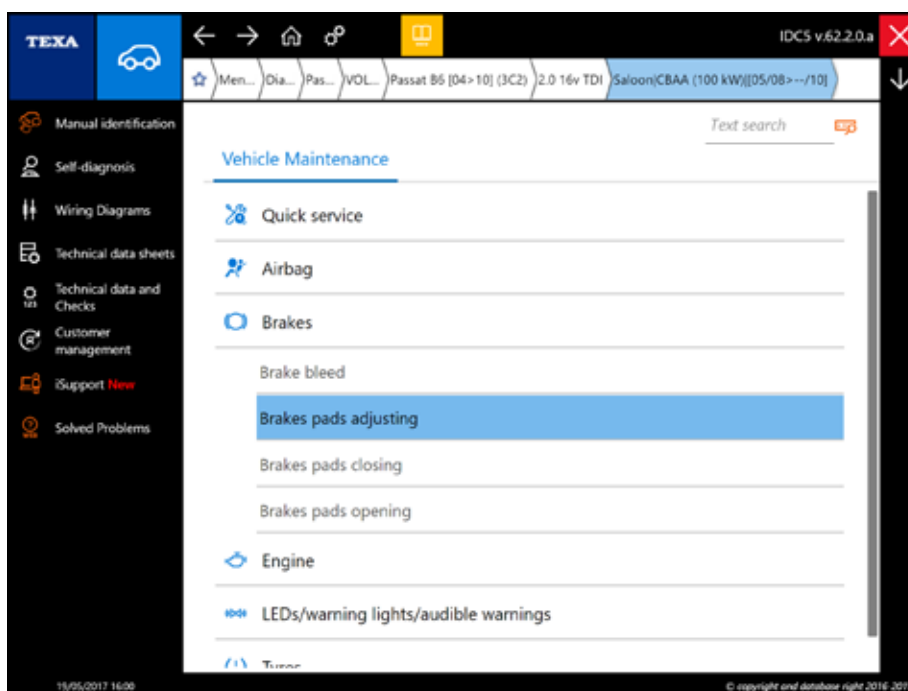 TEXA
IDC5 v.62.2.0.a
Men... Dia... Pas... VOL... Passat B6 [04>10] (3C2) 2.0 16v TDI Saloon|CBAA (100 kW)|[05/08>--/10]
Manual identification
Self-diagnosis
Wiring Diagrams
Technical data sheets
Technical data and
Checks
Customer
management
iSupport New
Solved Problems
Text search
Vehicle Maintenance
Quick service
Airbag
Brakes
Brake bleed
Brakes pads adjusting
Brakes pads closing
Brakes pads opening
Engine
LEDs/warning lights/audible warnings
Tyres
19/05/2017 16:00
© copyright and database right 2016-201